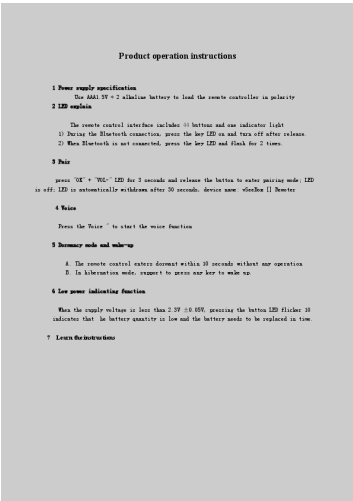 Product operation instructions
1 Power supply specification
Use AAA1.5V * 2 alkaline battery to load the remote controller in polarity
2 LED explain
The remote control interface includes 44 buttons and one indicator light
1) During the Bluetooth connection, press the key LED on and turn off after release.
2) When Bluetooth is not connected, press the key LED and flash for 2 times.
3 Pair
press "OK" + "VOL-" LED for 3 seconds and release the button to enter pairing mode; LED
is off; LED is automatically withdrawn after 30 seconds, device name: vSeeBox [] Remoter
4 Voice
Press the Voice " to start the voice function
5 Dormancy mode and wake-up
A. The remote control enters dormant within 10 seconds without any operation
B. In hibernation mode, support to press any key to wake up.
6 Low power indicating function
When the supply voltage is less than 2.3V ±0.05V, pressing the button LED flicker 10
indicates that he battery quantity is low and the battery needs to be replaced in time.
7 Learn the instructions